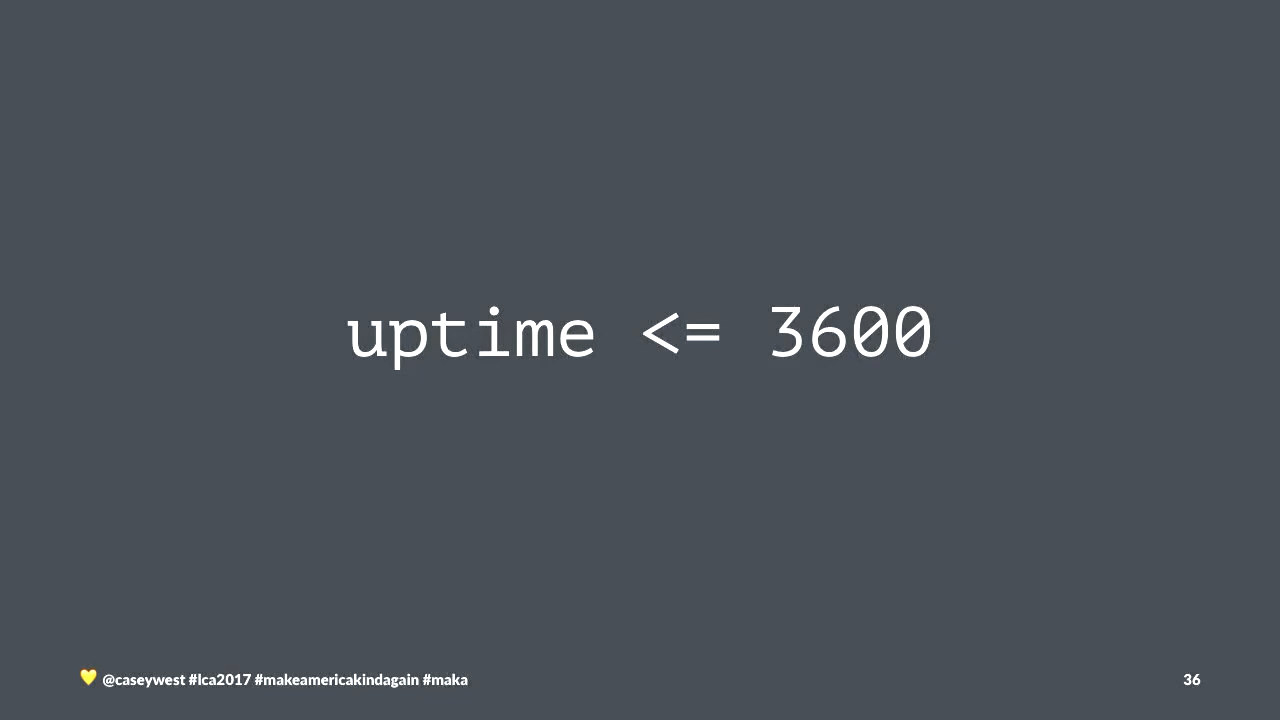 uptime <= 3600
💛 @caseywest #lca2017 #makeamericakindagain #maka
36